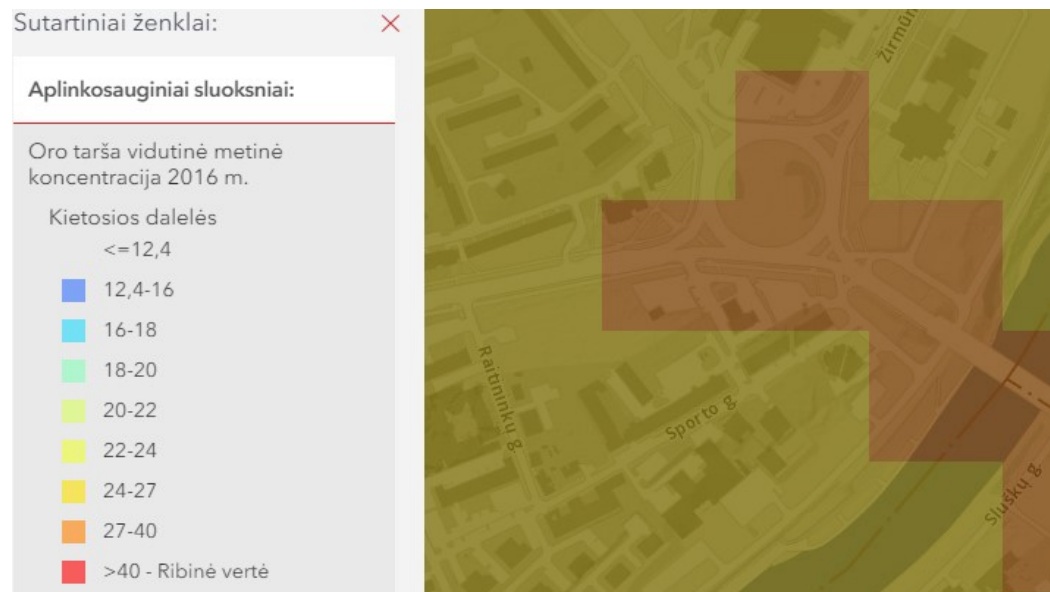 Sutartiniai ženklai:
Aplinkosauginiai sluoksniai:
Oro tarša vidutinė metinė
koncentracija 2016 m.
Kietosios dalelės
<=12,4
12,4-16
16-18
18-20
20-22
22-24
24-27
27-40
>40 - Ribinė vertė
Žirmūn
Raitininkų g
Sporto g
Sluškų g.